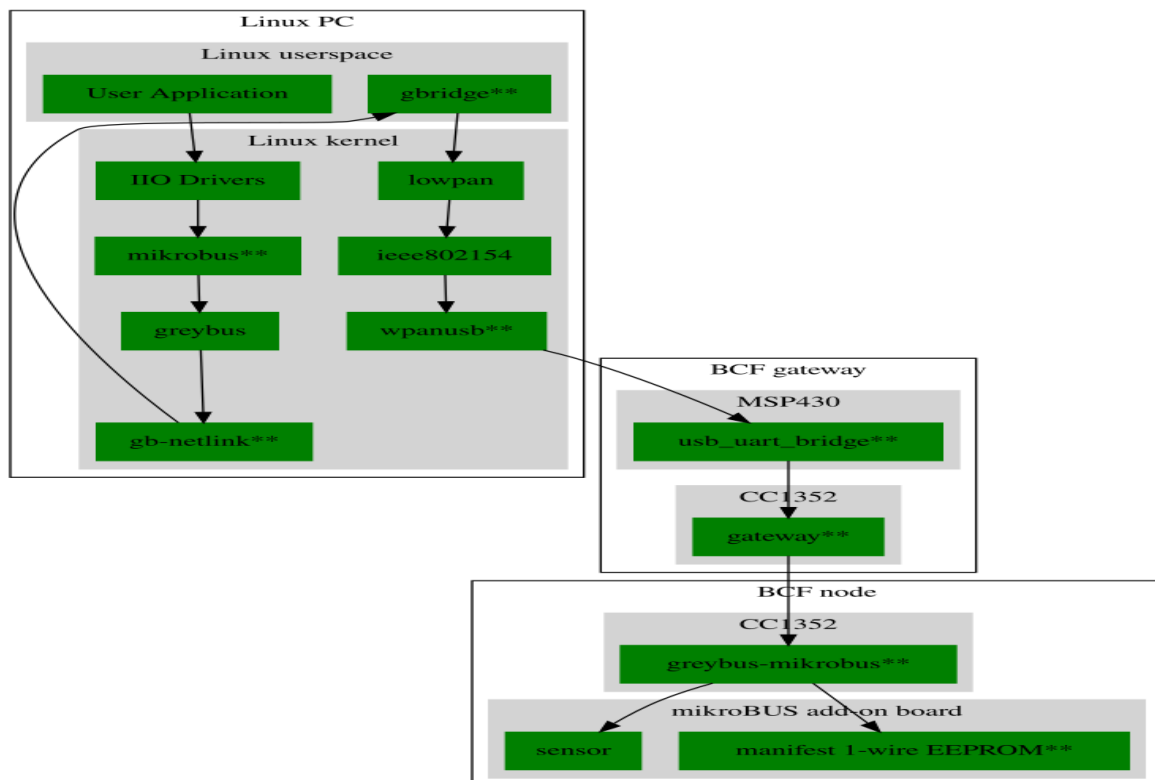 Linux PC
Linux userspace
User Application
gbridge**
Linux kernel
IIO Drivers
lowpan
mikrobus**
ieee802154
greybus
wpanusb**
gb-netlink**
BCF gateway
MSP430
usb_uart_bridge**
CC1352
gateway**
BCF node
CC1352
greybus-mikrobus**
mikroBUS add-on board
sensor
manifest 1-wire EEPROM**